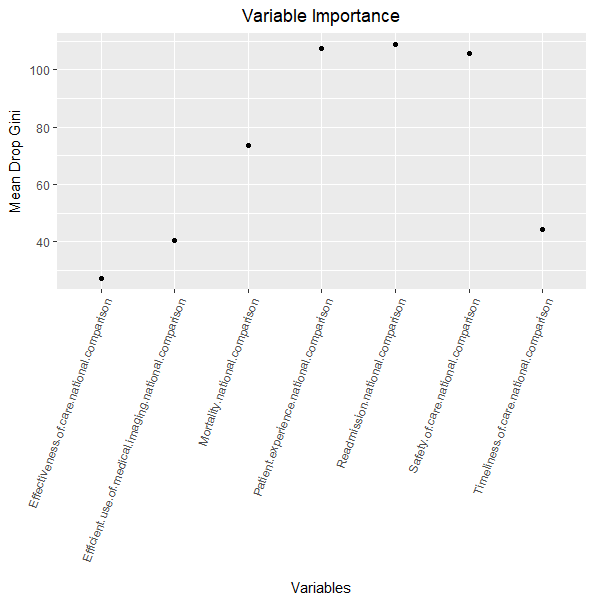 Variable Importance
Mean Drop Gini
100
80
60
40
Effectiveness.of.care.national.comparison
Efficient.use.of.medical.imaging.national.comparison
Mortality.national.comparison
Patient.experience.national.comparison
Readmission.national.comparison
Safety.of.care.national.comparison
Timeliness.of.care.national.comparison
Variables